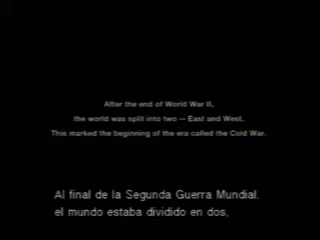 After the end of World War II,
the world was split into two -- East and West.
This marked the beginning of the era called the Cold War.
Al final de la Segunda Guerra Mundial.
el mundo estaba dividido en dos,